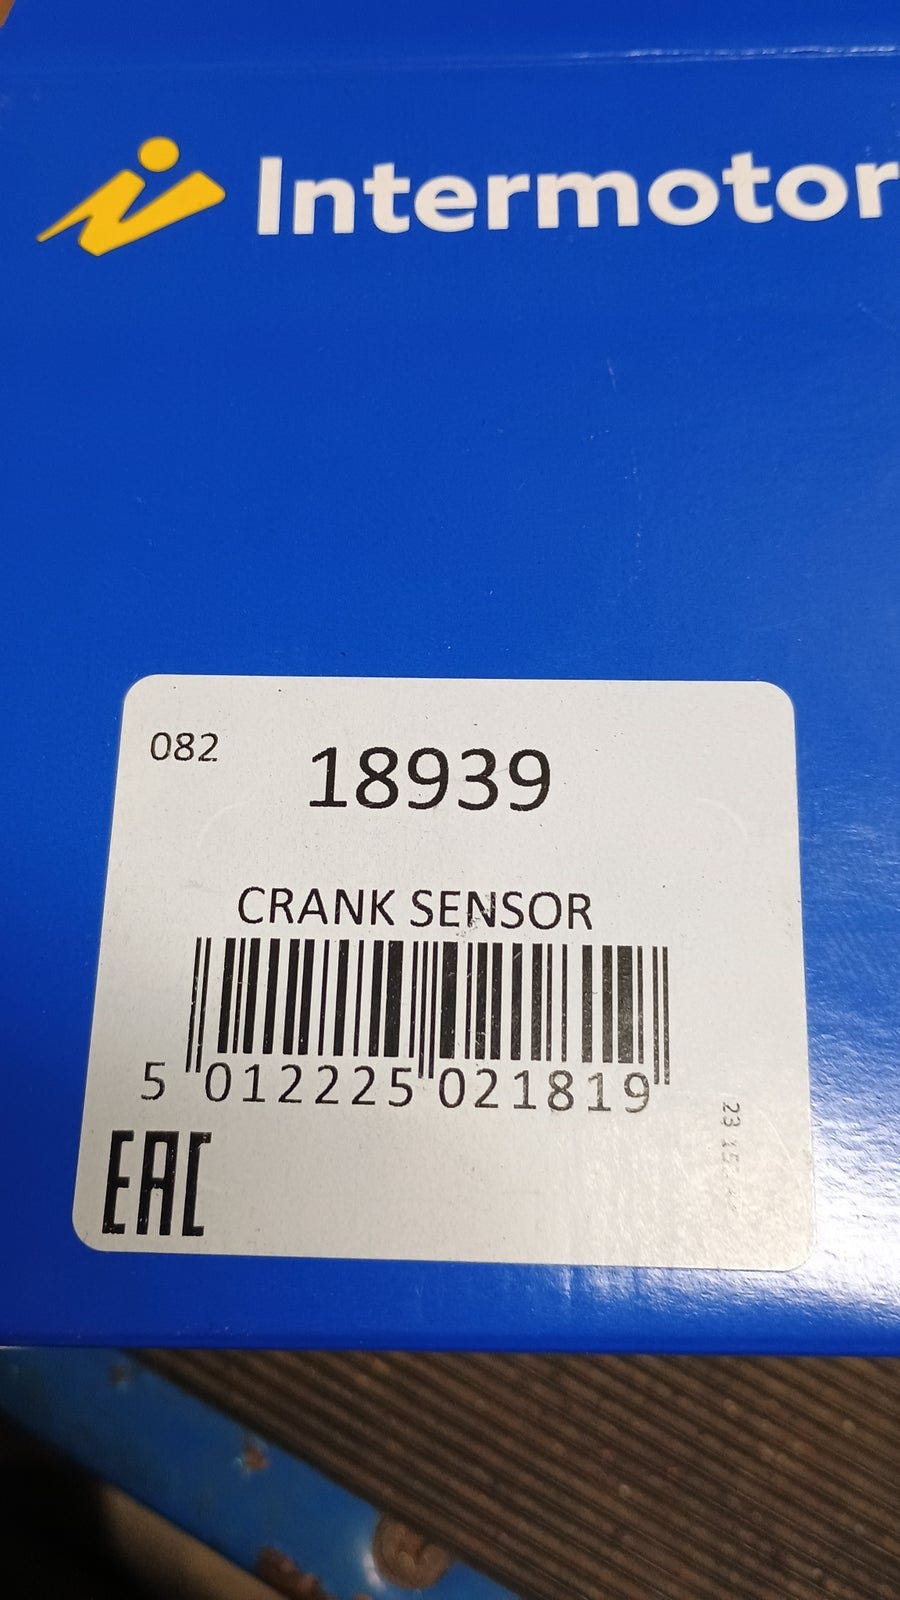 Intermotor
082
18939
CRANK SENSOR
5 012225 021819
EAC